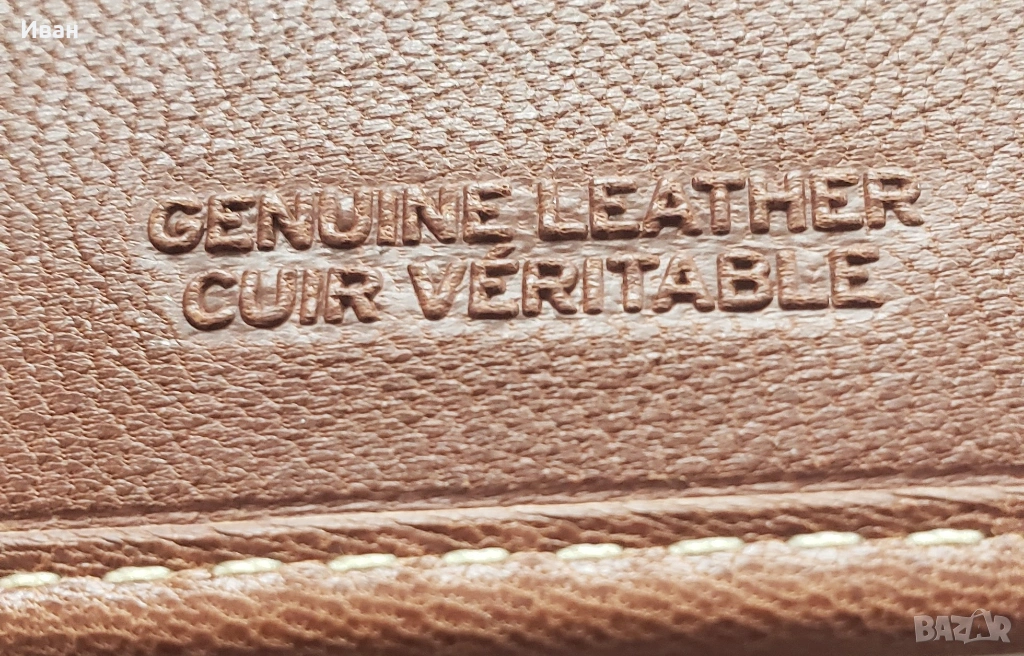 Иван
GENUINE LEATHER
CUIR VÉRITABLE
BAZAR